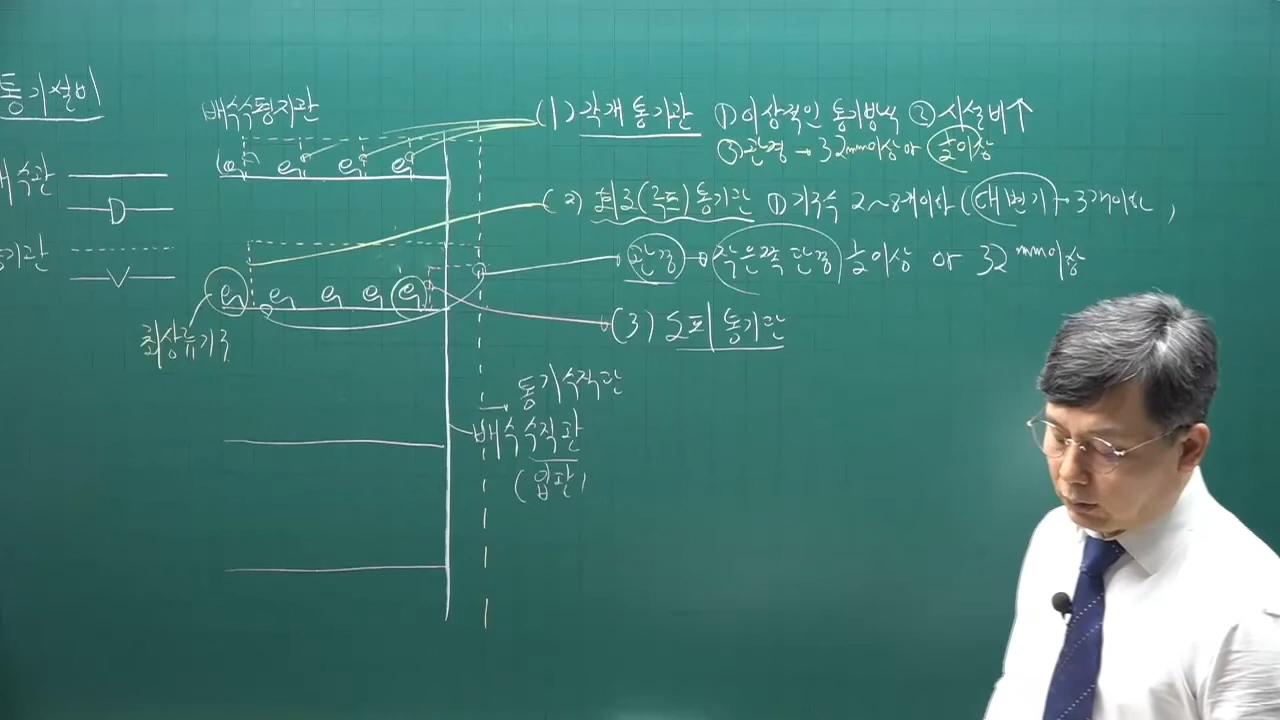 통기설비
배수수평지관
(1) 각개통기관 ① 이상적인 통기방식 ② 시설비↑
③ 관경 → 32mm이상 or 1/2이상
수관
D
기관
V
(2) 회로(루프)통기관 ① 기구수 2~8개이하 (대변기 → 3개이하,
관경 → 작은쪽 관경 1/2이상 or 32mm이상
(3) 도피통기관
최상류기구
통기수직관
배수수직관
(입관)